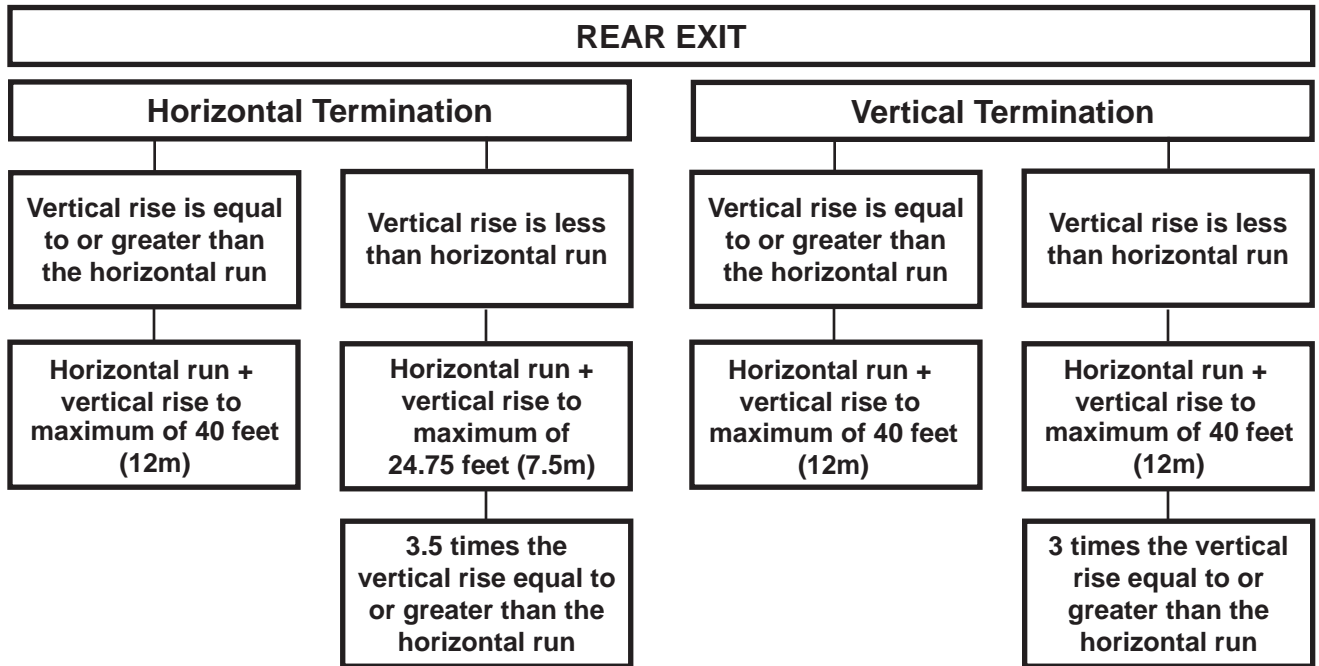 REAR EXIT
Horizontal Termination
Vertical Termination
Vertical rise is equal
to or greater than
the horizontal run
Vertical rise is less
than horizontal run
Vertical rise is equal
to or greater than
the horizontal run
Vertical rise is less
than horizontal run
Horizontal run +
vertical rise to
maximum of 40 feet
(12m)
Horizontal run +
vertical rise to
maximum of
24.75 feet (7.5m)
Horizontal run +
vertical rise to
maximum of 40 feet
(12m)
Horizontal run +
vertical rise to
maximum of 40 feet
(12m)
3.5 times the
vertical rise equal to
or greater than the
horizontal run
3 times the vertical
rise equal to or
greater than the
horizontal run